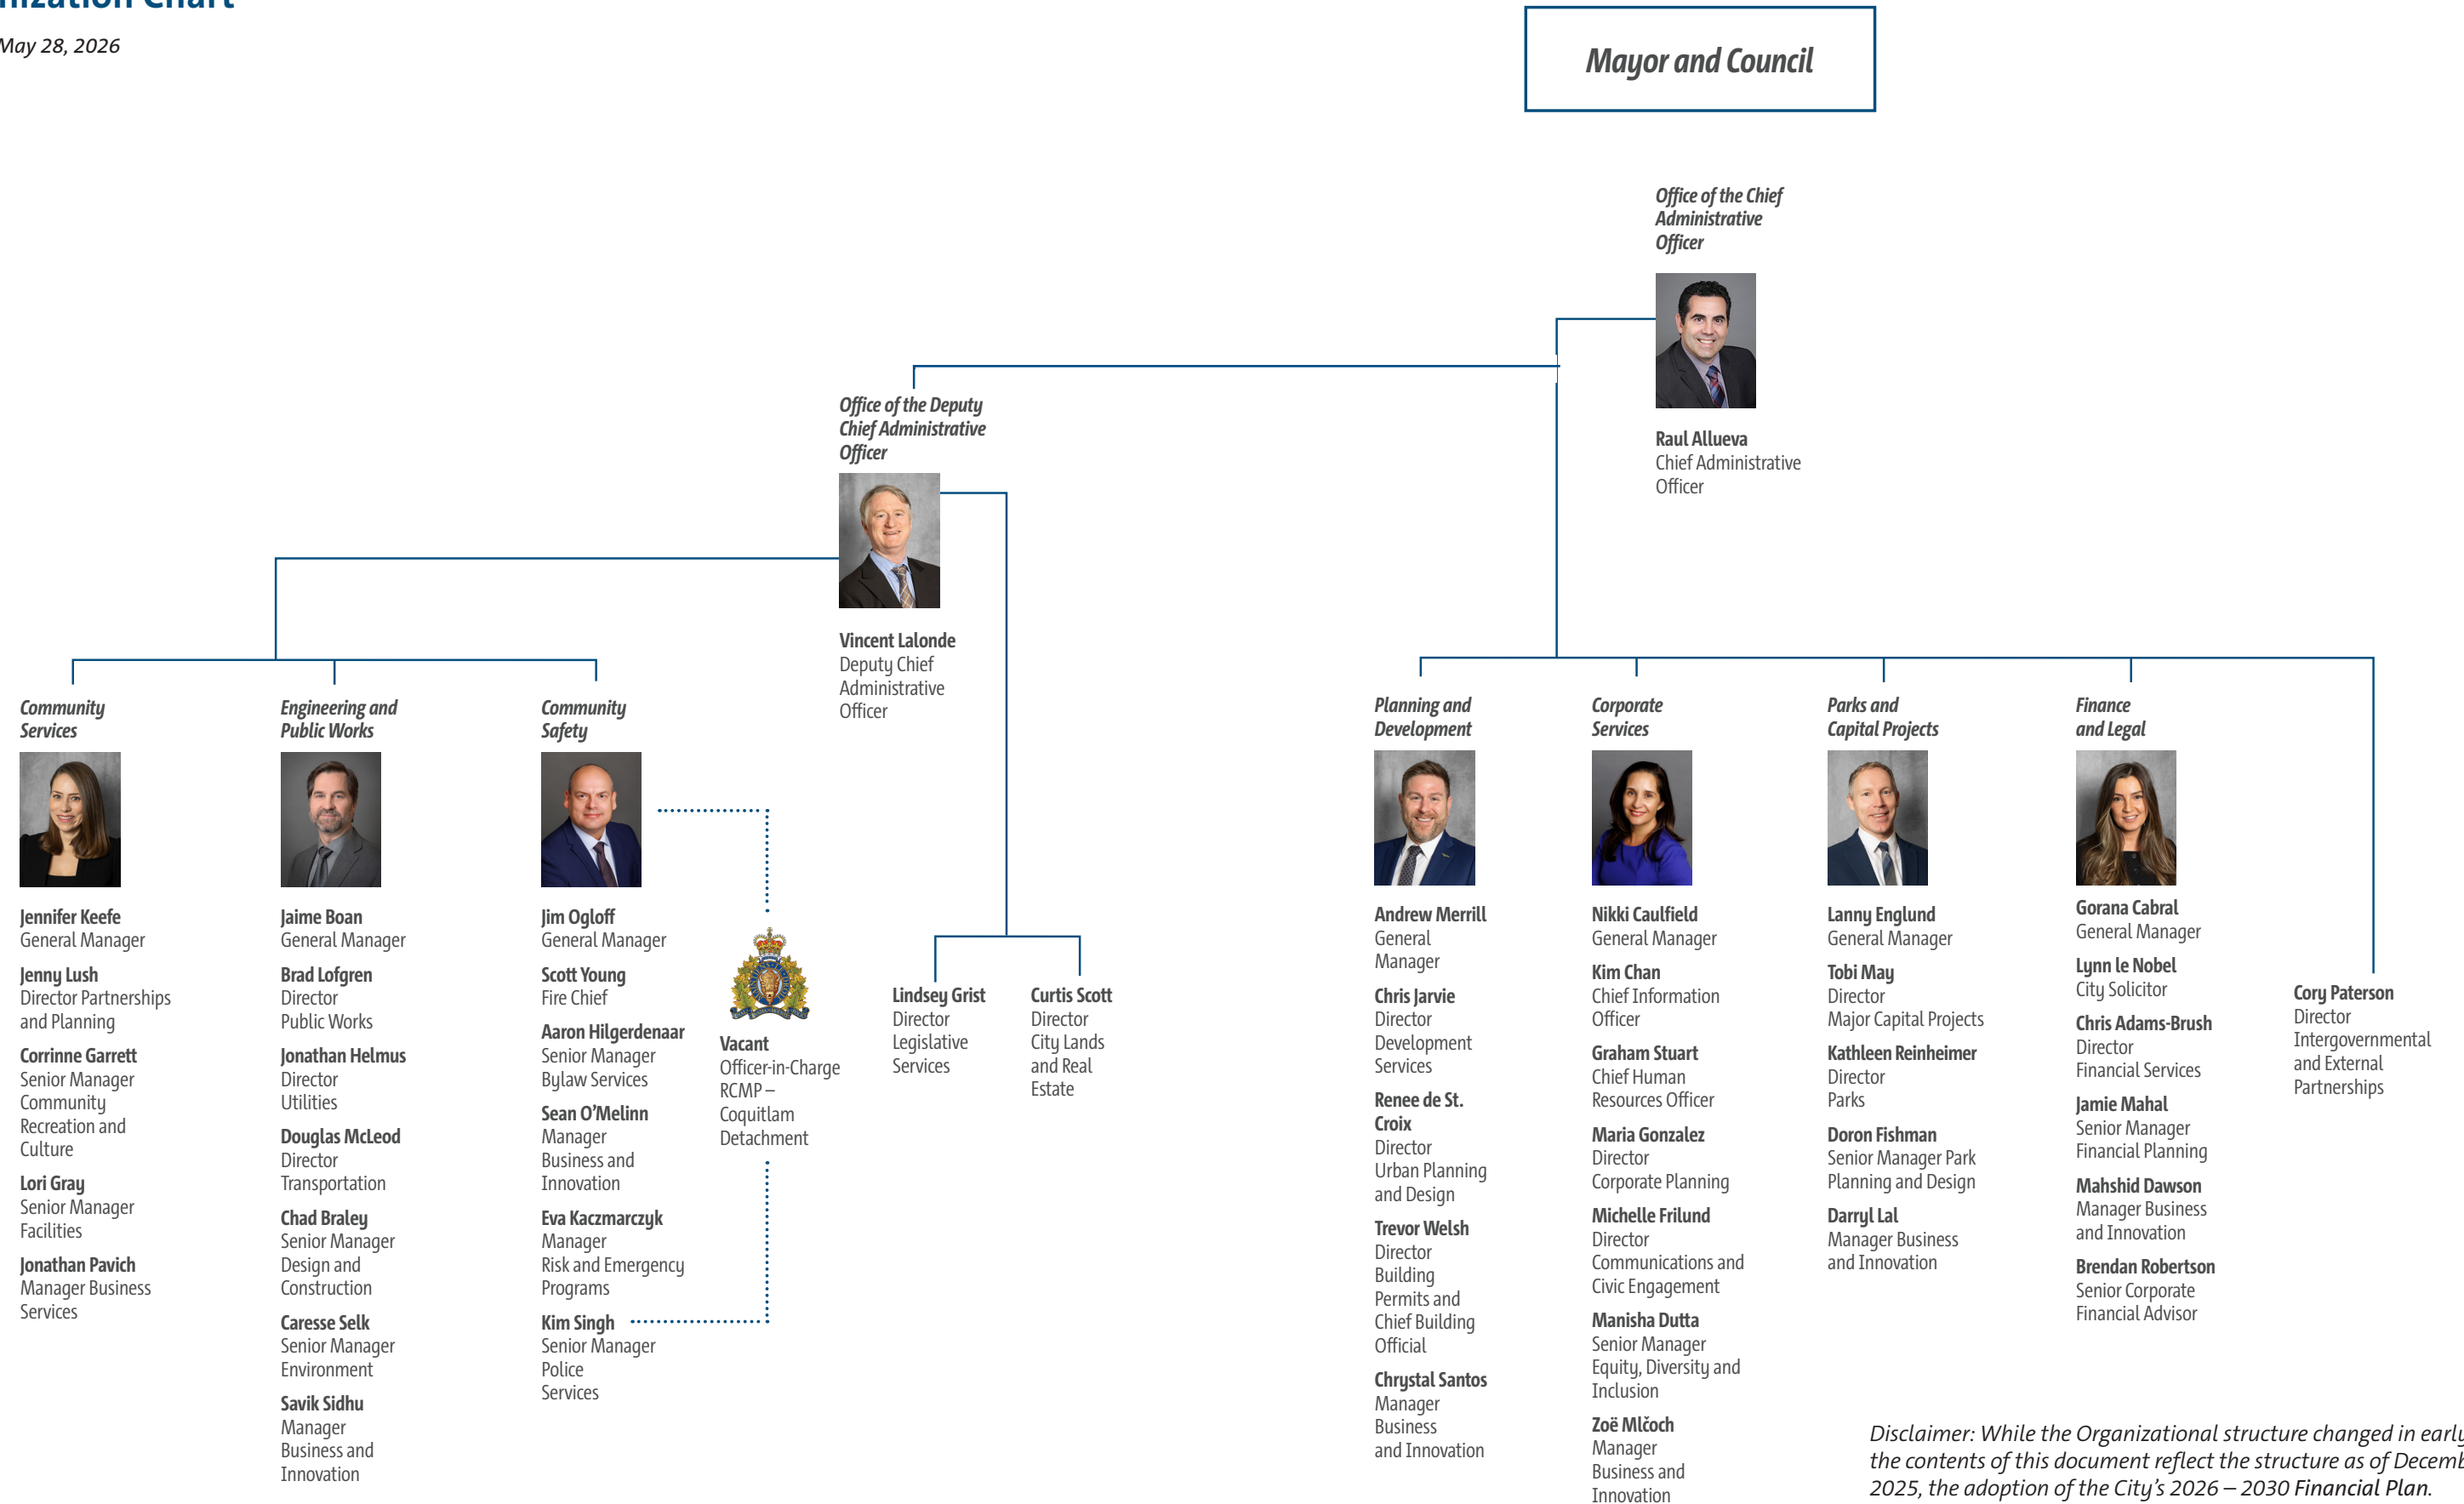 May 28, 2026
Mayor and Council
Office of the Chief
Administrative
Officer
Raul Allueva
Chief Administrative
Officer
Office of the Deputy
Chief Administrative
Officer
Vincent Lalonde
Deputy Chief
Administrative
Officer
Community
Services
Jennifer Keefe
General Manager
Jenny Lush
Director Partnerships
and Planning
Corrinne Garrett
Senior Manager
Community
Recreation and
Culture
Lori Gray
Senior Manager
Facilities
Jonathan Pavich
Manager Business
Services
Engineering and
Public Works
Jaime Boan
General Manager
Brad Lofgren
Director
Public Works
Jonathan Helmus
Director
Utilities
Douglas McLeod
Director
Transportation
Chad Braley
Senior Manager
Design and
Construction
Caresse Selk
Senior Manager
Environment
Savik Sidhu
Manager
Business and
Innovation
Community
Safety
Jim Ogloff
General Manager
Scott Young
Fire Chief
Aaron Hilgerdenaar
Senior Manager
Bylaw Services
Sean O’Melinn
Manager
Business and
Innovation
Eva Kaczmarczyk
Manager
Risk and Emergency
Programs
Kim Singh
Senior Manager
Police
Services
Vacant
Officer-in-Charge
RCMP –
Coquitlam
Detachment
Lindsey Grist
Director
Legislative
Services
Curtis Scott
Director
City Lands
and Real
Estate
Planning and
Development
Andrew Merrill
General
Manager
Chris Jarvie
Director
Development
Services
Renee de St.
Croix
Director
Urban Planning
and Design
Trevor Welsh
Director
Building
Permits and
Chief Building
Official
Chrystal Santos
Manager
Business
and Innovation
Corporate
Services
Nikki Caulfield
General Manager
Kim Chan
Chief Information
Officer
Graham Stuart
Chief Human
Resources Officer
Maria Gonzalez
Director
Corporate Planning
Michelle Frilund
Director
Communications and
Civic Engagement
Manisha Dutta
Senior Manager
Equity, Diversity and
Inclusion
Zoë Mlčoch
Manager
Business and
Innovation
Parks and
Capital Projects
Lanny Englund
General Manager
Tobi May
Director
Major Capital Projects
Kathleen Reinheimer
Director
Parks
Doron Fishman
Senior Manager Park
Planning and Design
Darryl Lal
Manager Business
and Innovation
Finance
and Legal
Gorana Cabral
General Manager
Lynn le Nobel
City Solicitor
Chris Adams-Brush
Director
Financial Services
Jamie Mahal
Senior Manager
Financial Planning
Mahshid Dawson
Manager Business
and Innovation
Brendan Robertson
Senior Corporate
Financial Advisor
Cory Paterson
Director
Intergovernmental
and External
Partnerships
Disclaimer: While the Organizational structure changed in early
the contents of this document reflect the structure as of
2025, the adoption of the City’s 2026 – 2030 Financial Plan.